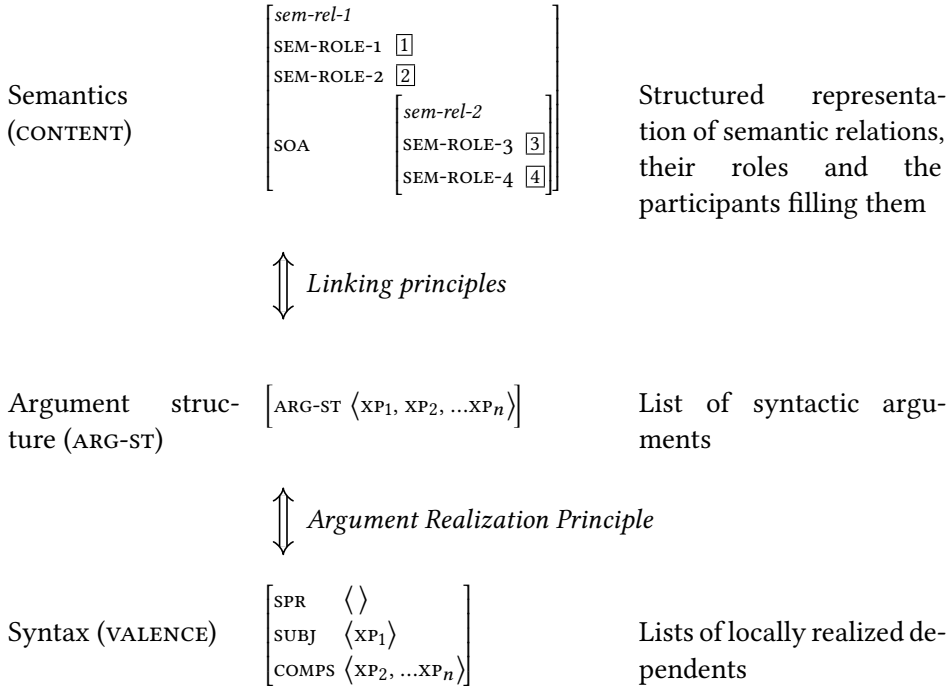 sem-rel-1
SEM-ROLE-1 1
SEM-ROLE-2 2
Semantics
(CONTENT)
SOA
sem-rel-2
SEM-ROLE-3 3
SEM-ROLE-4 4
Structured representa-
tion of semantic relations,
their roles and the
participants filling them
Linking principles
Argument struc-
ture (ARG-ST)
[ARG-ST ⟨XP1, XP2, ...XPn⟩]
List of syntactic argu-
ments
Argument Realization Principle
Syntax (VALENCE)
SPR ⟨ ⟩
SUBJ ⟨XP1⟩
COMPS ⟨XP2, ...XPn⟩
Lists of locally realized de-
pendents